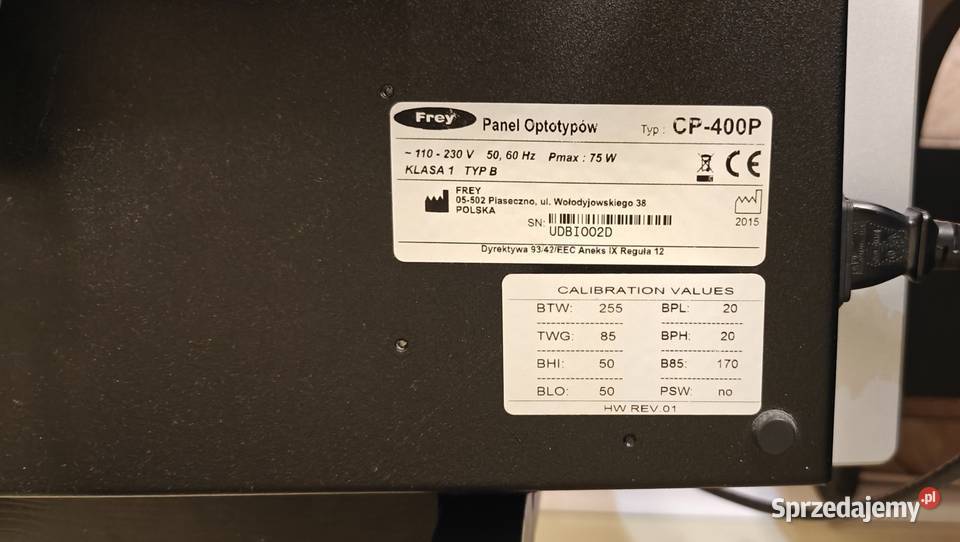 Frey Panel Optotypów Typ : CP-400P
~ 110 - 230 V 50, 60 Hz Pmax : 75 W
KLASA 1 TYP B
CE
FREY
05-502 Piaseczno, ul. Wołodyjowskiego 38
POLSKA
SN:
UDBI002D
2015
Dyrektywa 93/42/EEC Aneks IX Reguła 12
CALIBRATION VALUES
BTW: 255 BPL: 20
TWG: 85 BPH: 20
BHI: 50 B85: 170
BLO: 50 PSW: no
HW REV.01
Sprzedajemy.pl